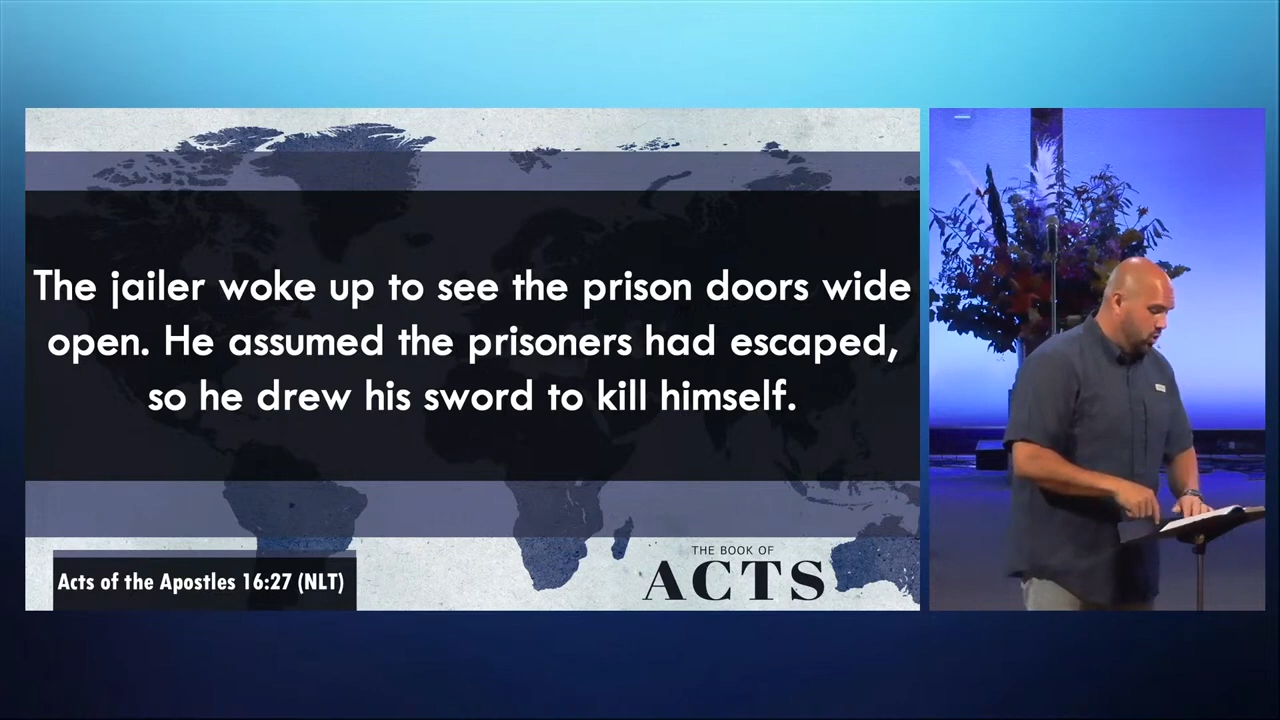 The jailer woke up to see the prison doors wide
open. He assumed the prisoners had escaped,
so he drew his sword to kill himself.
Acts of the Apostles 16:27 (NLT)
THE BOOK OF
ACTS